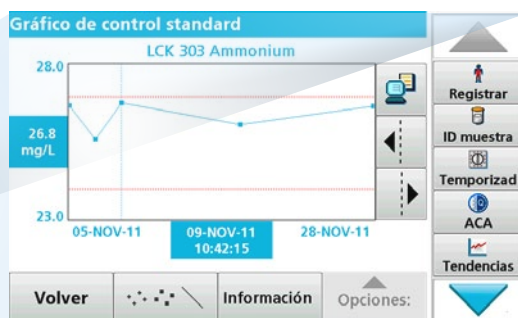 Gráfico de control standard
LCK 303 Ammonium
28.0
26.8
mg/L
23.0
05-NOV-11
09-NOV-11
10:42:15
28-NOV-11
Volver
Información
Opciones:
Registrar
ID muestra
Temporizad
ACA
Tendencias